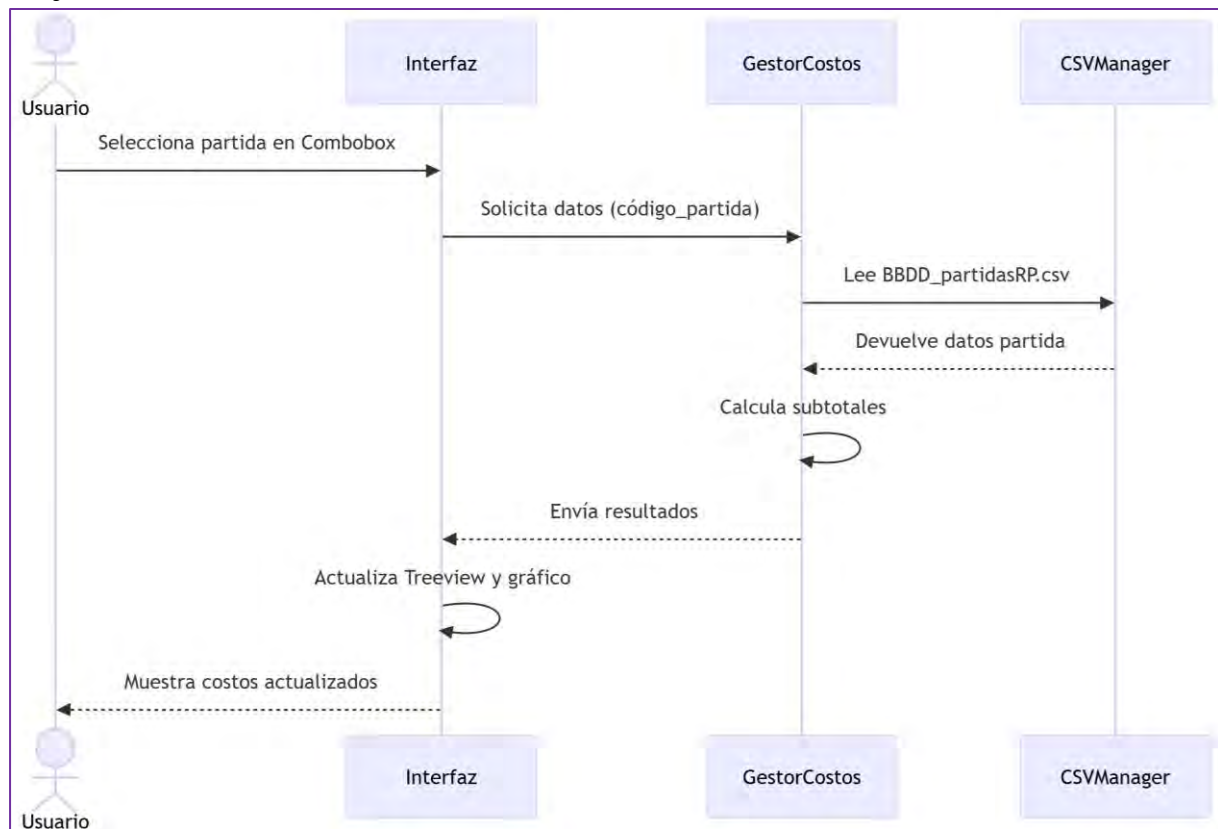 Usuario
Interfaz
GestorCostos
CSVManager
Selecciona partida en Combobox
Solicita datos (código_partida)
Lee BBDD_partidasRP.csv
Devuelve datos partida
Calcula subtotales
Envía resultados
Actualiza Treeview y gráfico
Muestra costos actualizados
Usuario
Interfaz
GestorCostos
CSVManager